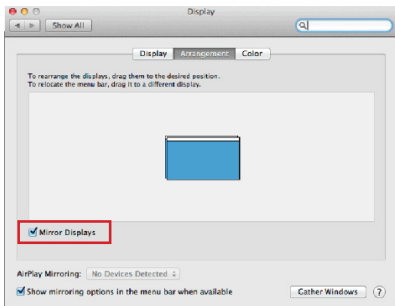 Display
Show All
Display Arrangement Color
To rearrange the displays, drag them to the desired position.
To relocate the menu bar, drag it to a different display.
Mirror Displays
AirPlay Mirroring: No Devices Detected
Show mirroring options in the menu bar when available
Gather Windows ?